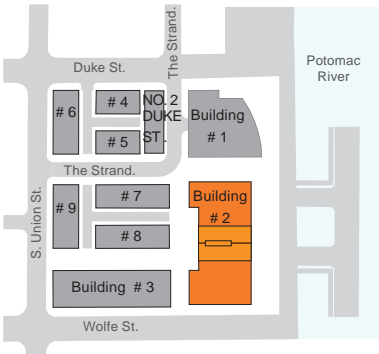 The Strand.
Duke St.
Potomac
River
# 6
# 4
NO. 2
DUKE
ST .
# 5
Building
# 1
The Strand.
S. Union St.
# 9
# 7
# 8
Building
# 2
Building # 3
Wolfe St.